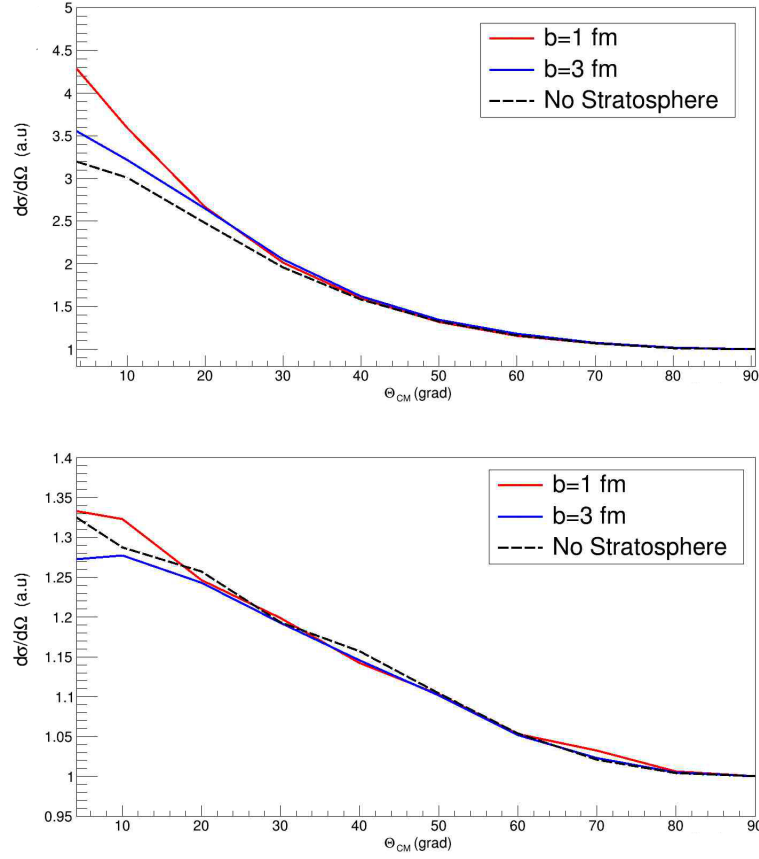 5
4.5
4
3.5
3
2.5
2
1.5
1
dσ/dΩ (a.u)
b=1 fm
b=3 fm
No Stratosphere
10 20 30 40 50 60 70 80 90
ΘCM (grad)
1.4
1.35
1.3
1.25
1.2
1.15
1.1
1.05
1
0.95
dσ/dΩ (a.u)
b=1 fm
b=3 fm
No Stratosphere
10 20 30 40 50 60 70 80 90
ΘCM (grad)